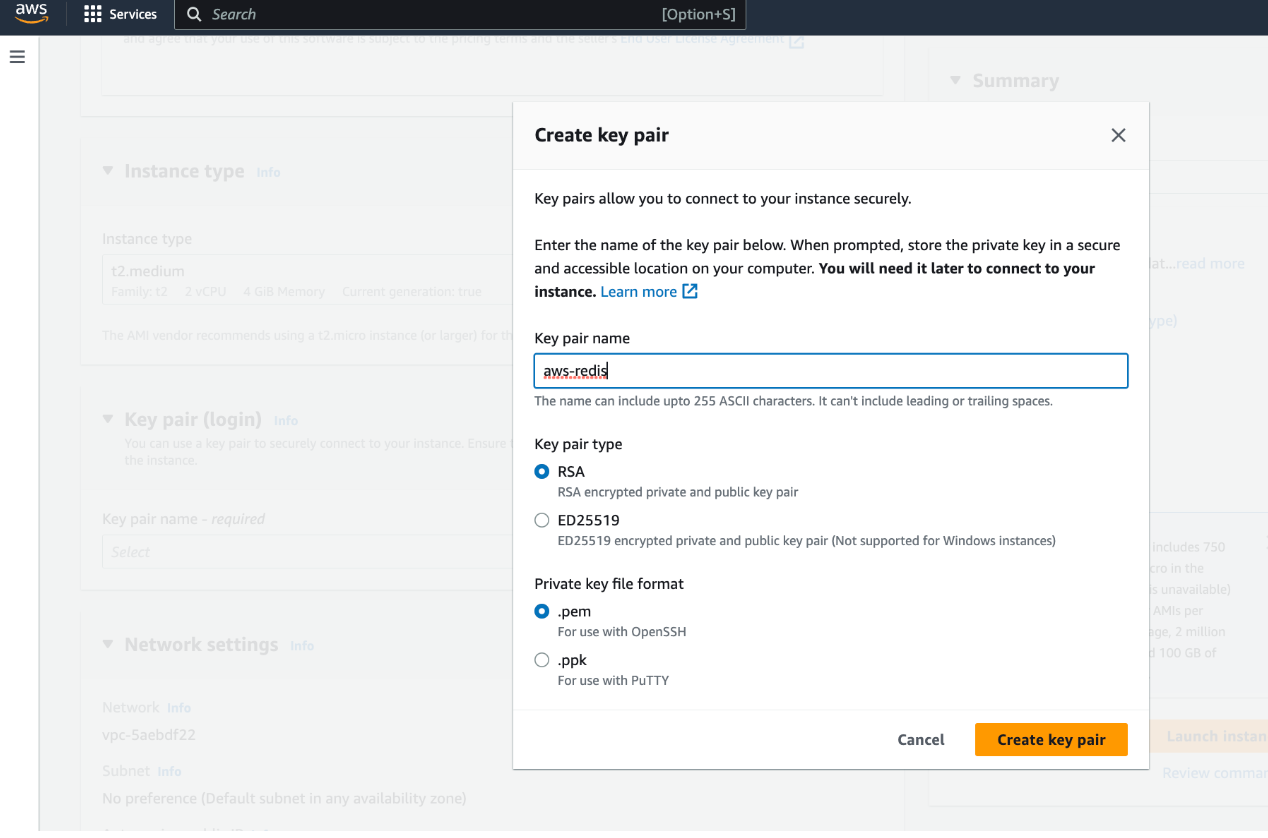 aws
Services
Search
[Option+S]
and agree that your use of this software is subject to the pricing terms and the seller's End User License Agreement
Summary
Instance type Info
Instance type
t2.medium
Family: t2 2 vCPU 4 GiB Memory Current generation: true
The AMI vendor recommends using a t2.micro instance (or larger) for th
Key pair (login) Info
You can use a key pair to securely connect to your instance. Ensure
the instance.
Key pair name - required
Select
Network settings Info
Network Info
vpc-5aebdf22
Subnet Info
No preference (Default subnet in any availability zone)
Create key pair
Key pairs allow you to connect to your instance securely.
Enter the name of the key pair below. When prompted, store the private key in a secure
and accessible location on your computer. You will need it later to connect to your
instance. Learn more
Key pair name
aws-redis
The name can include upto 255 ASCII characters. It can't include leading or trailing spaces.
Key pair type
RSA
RSA encrypted private and public key pair
ED25519
ED25519 encrypted private and public key pair (Not supported for Windows instances)
Private key file format
.pem
For use with OpenSSH
.ppk
For use with PuTTY
Cancel
Create key pair
lat...read more
ype)
includes 750
cro in the
is unavailable)
AMIs per
age, 2 million
d 100 GB of
Launch instan
Review comma